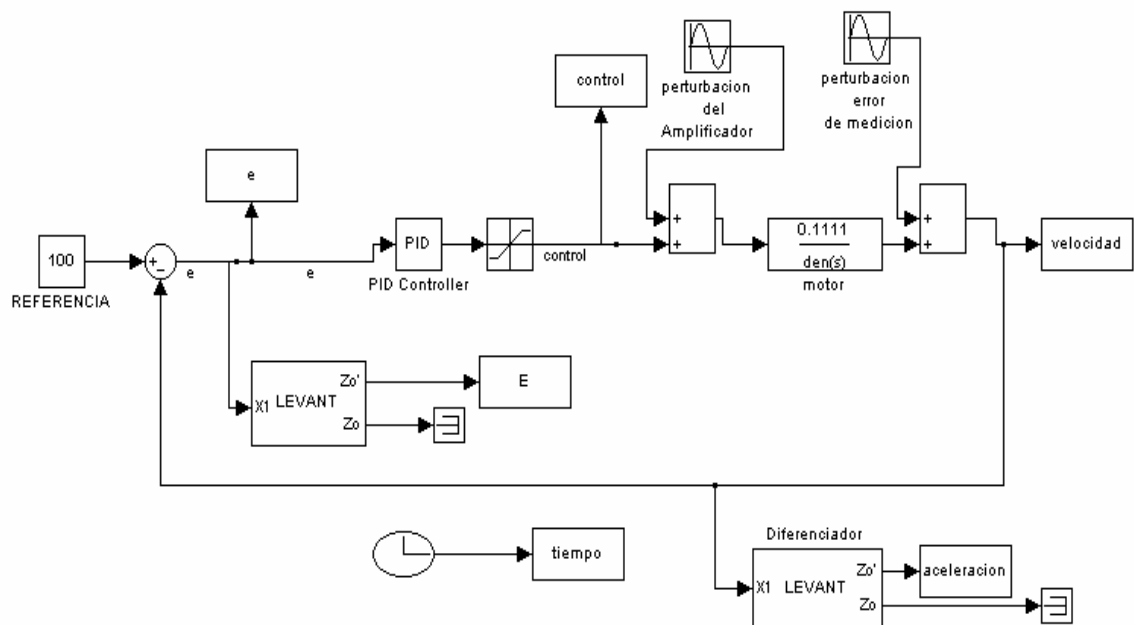 perturbacion
del
Amplificador
perturbacion
error
de medicion
control
e
100
REFERENCIA
+
-
e
e
PID
PID Controller
control
+
+
0.1111
den(s)
motor
+
+
velocidad
X1 LEVANT
Zo'
Zo
E
tiempo
Diferenciador
X1 LEVANT
Zo'
Zo
aceleracion